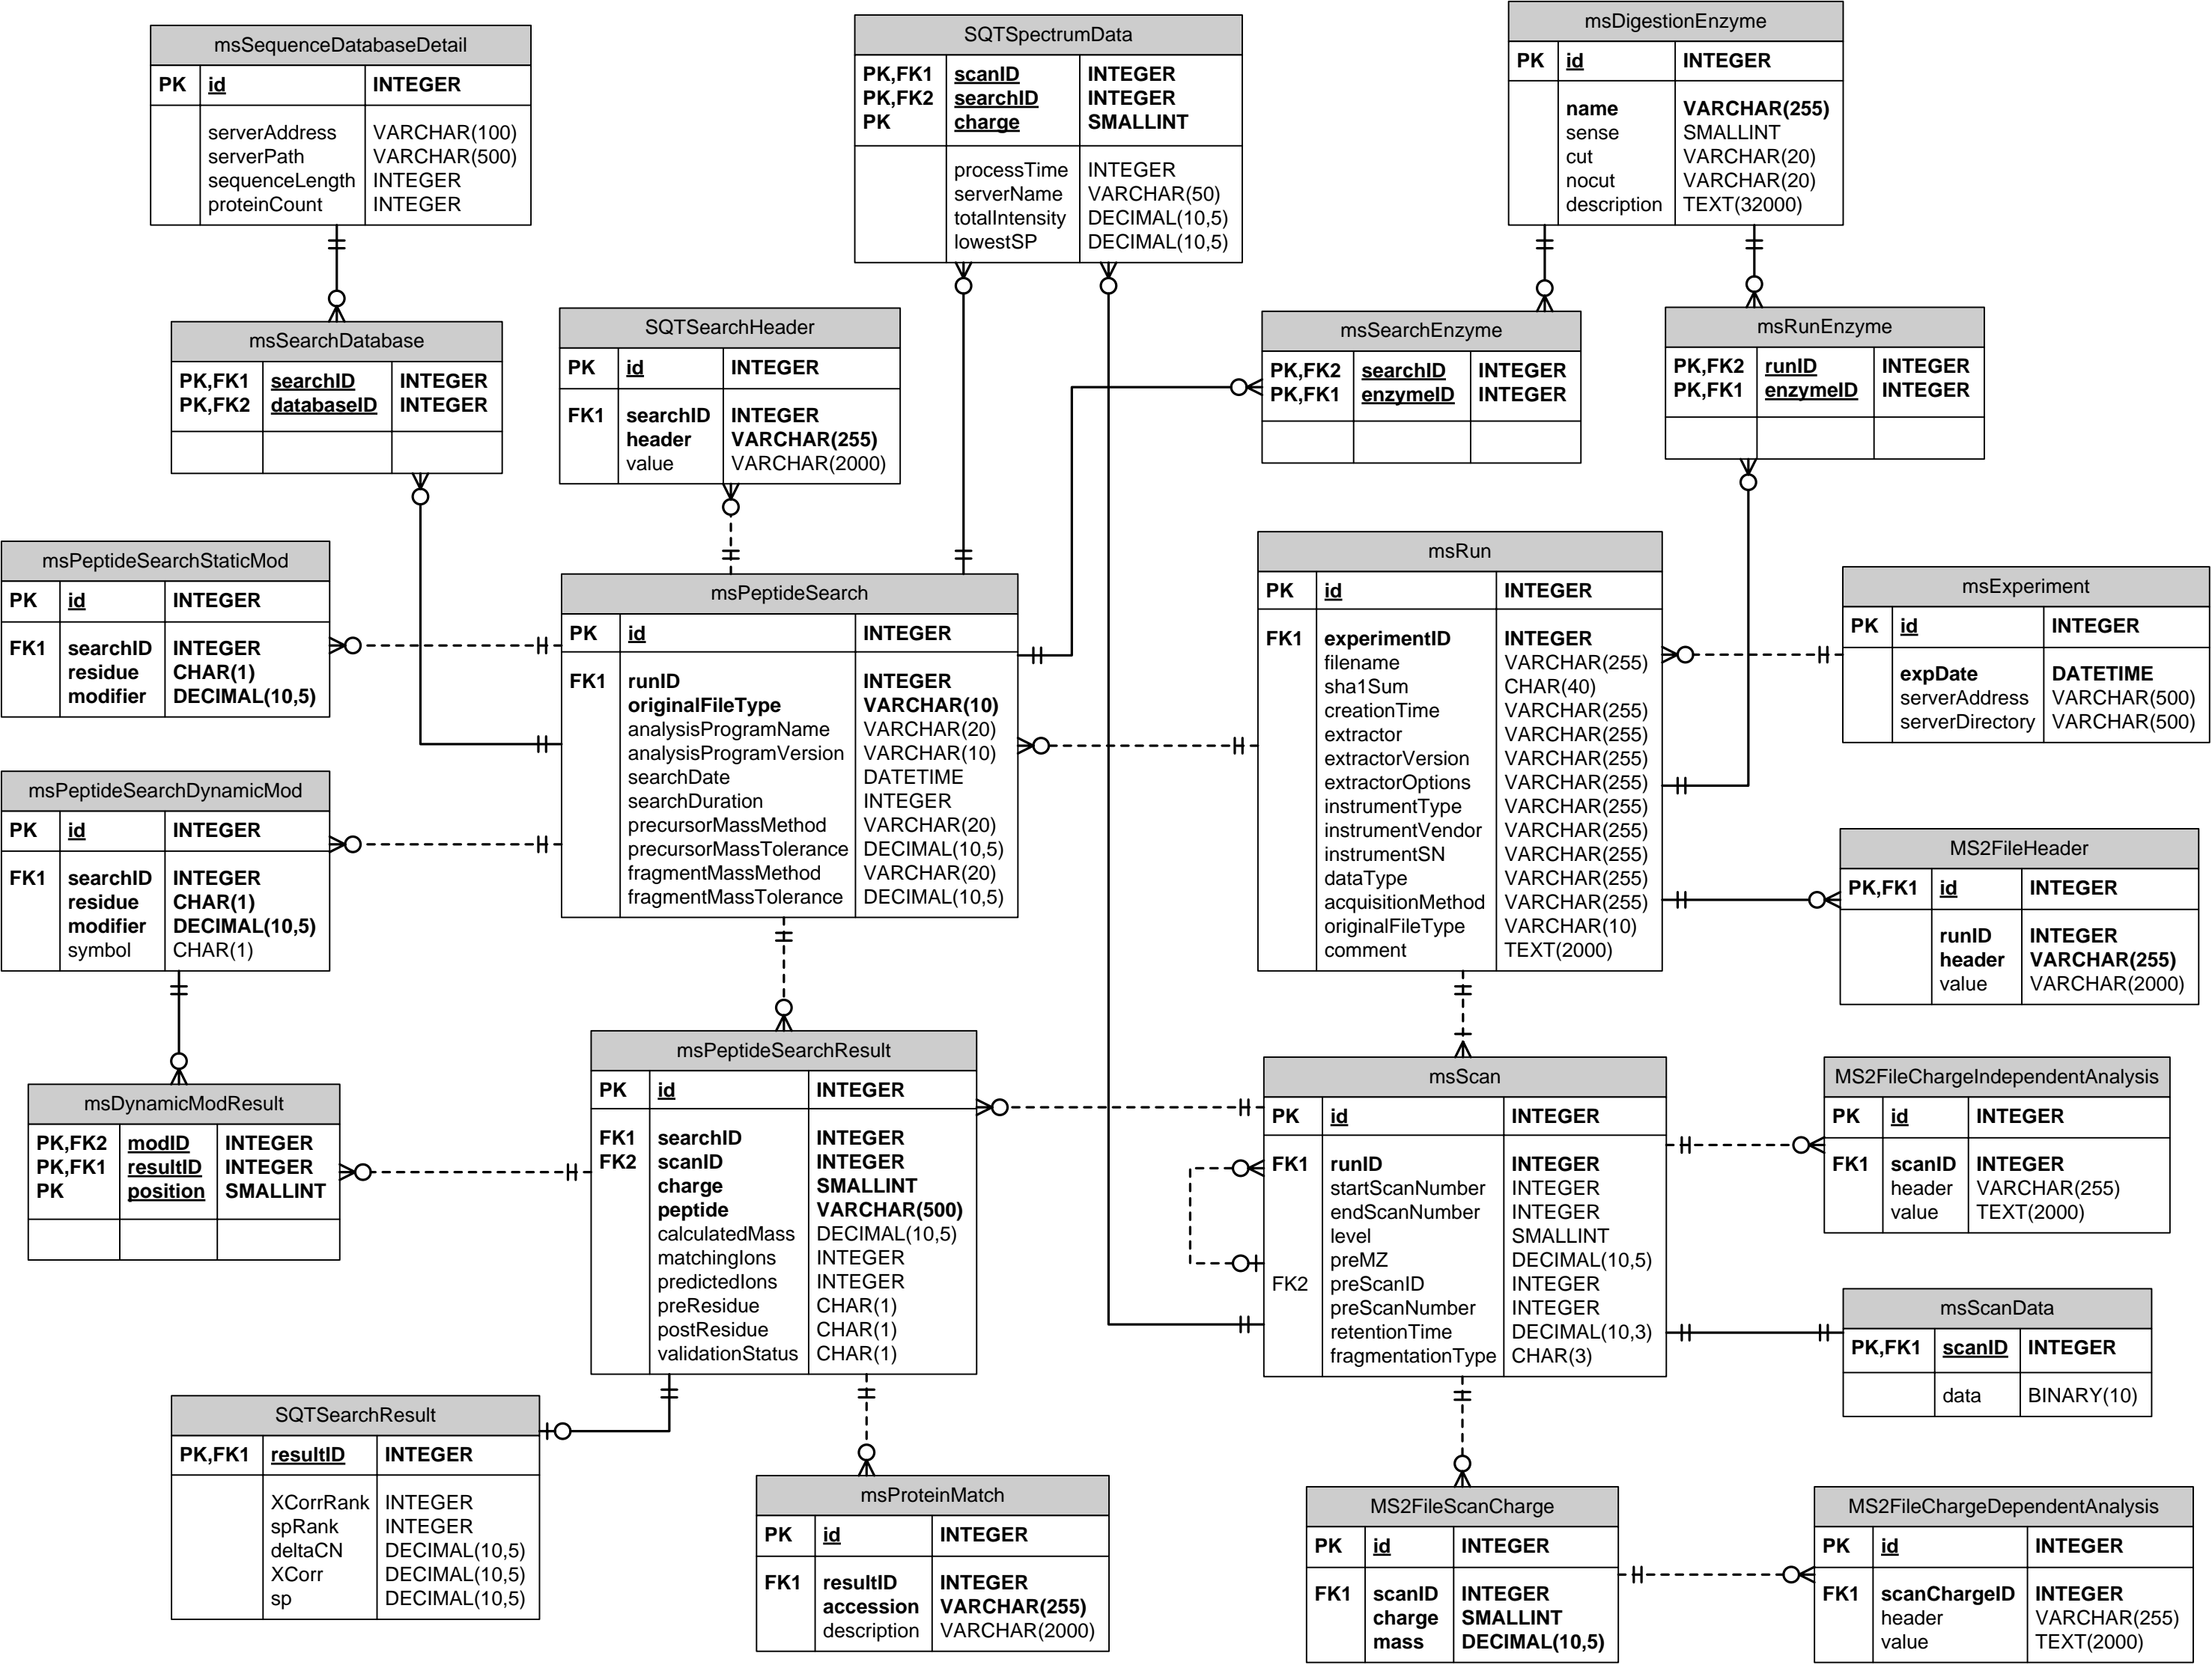 msSequenceDatabaseDetail
PK id INTEGER
serverAddress VARCHAR(100)
serverPath VARCHAR(500)
sequenceLength INTEGER
proteinCount INTEGER
SQTSpectrumData
PK,FK1 scanID INTEGER
PK,FK2 searchID INTEGER
PK charge SMALLINT
processTime INTEGER
serverName VARCHAR(50)
totalIntensity DECIMAL(10,5)
lowestSP DECIMAL(10,5)
msDigestionEnzyme
PK id INTEGER
name VARCHAR(255)
sense SMALLINT
cut VARCHAR(20)
nocut VARCHAR(20)
description TEXT(32000)
msSearchDatabase
PK,FK1 searchID INTEGER
PK,FK2 databaseID INTEGER
SQTSearchHeader
PK id INTEGER
FK1 searchID INTEGER
header VARCHAR(255)
value VARCHAR(2000)
msSearchEnzyme
PK,FK2 searchID INTEGER
PK,FK1 enzymeID INTEGER
msRunEnzyme
PK,FK2 runID INTEGER
PK,FK1 enzymeID INTEGER
msPeptideSearchStaticMod
PK id INTEGER
FK1 searchID INTEGER
residue CHAR(1)
modifier DECIMAL(10,5)
msPeptideSearch
PK id INTEGER
FK1 runID INTEGER
originalFileType VARCHAR(10)
analysisProgramName VARCHAR(20)
analysisProgramVersion VARCHAR(10)
searchDate DATETIME
searchDuration INTEGER
precursorMassMethod VARCHAR(20)
precursorMassTolerance DECIMAL(10,5)
fragmentMassMethod VARCHAR(20)
fragmentMassTolerance DECIMAL(10,5)
msRun
PK id INTEGER
FK1 experimentID INTEGER
filename VARCHAR(255)
sha1Sum CHAR(40)
creationTime VARCHAR(255)
extractor VARCHAR(255)
extractorVersion VARCHAR(255)
extractorOptions VARCHAR(255)
instrumentType VARCHAR(255)
instrumentVendor VARCHAR(255)
instrumentSN VARCHAR(255)
dataType VARCHAR(255)
acquisitionMethod VARCHAR(255)
originalFileType VARCHAR(10)
comment TEXT(2000)
msExperiment
PK id INTEGER
expDate DATETIME
serverAddress VARCHAR(500)
serverDirectory VARCHAR(500)
msPeptideSearchDynamicMod
PK id INTEGER
FK1 searchID INTEGER
residue CHAR(1)
modifier DECIMAL(10,5)
symbol CHAR(1)
MS2FileHeader
PK,FK1 id INTEGER
runID INTEGER
header VARCHAR(255)
value VARCHAR(2000)
msDynamicModResult
PK,FK2 modID INTEGER
PK,FK1 resultID INTEGER
PK position SMALLINT
msPeptideSearchResult
PK id INTEGER
FK1 searchID INTEGER
FK2 scanID INTEGER
charge SMALLINT
peptide VARCHAR(500)
calculatedMass DECIMAL(10,5)
matchingIons INTEGER
predictedIons INTEGER
preResidue CHAR(1)
postResidue CHAR(1)
validationStatus CHAR(1)
msScan
PK id INTEGER
FK1 runID INTEGER
startScanNumber INTEGER
endScanNumber INTEGER
level SMALLINT
preMZ DECIMAL(10,5)
FK2 preScanID INTEGER
preScanNumber INTEGER
retentionTime DECIMAL(10,3)
fragmentationType CHAR(3)
MS2FileChargeIndependentAnalysis
PK id INTEGER
FK1 scanID INTEGER
header VARCHAR(255)
value TEXT(2000)
msScanData
PK,FK1 scanID INTEGER
data BINARY(10)
SQTSearchResult
PK,FK1 resultID INTEGER
XCorrRank INTEGER
spRank INTEGER
deltaCN DECIMAL(10,5)
XCorr DECIMAL(10,5)
sp DECIMAL(10,5)
msProteinMatch
PK id INTEGER
FK1 resultID INTEGER
accession VARCHAR(255)
description VARCHAR(2000)
MS2FileScanCharge
PK id INTEGER
FK1 scanID INTEGER
charge SMALLINT
mass DECIMAL(10,5)
MS2FileChargeDependentAnalysis
PK id INTEGER
FK1 scanChargeID INTEGER
header VARCHAR(255)
value TEXT(2000)